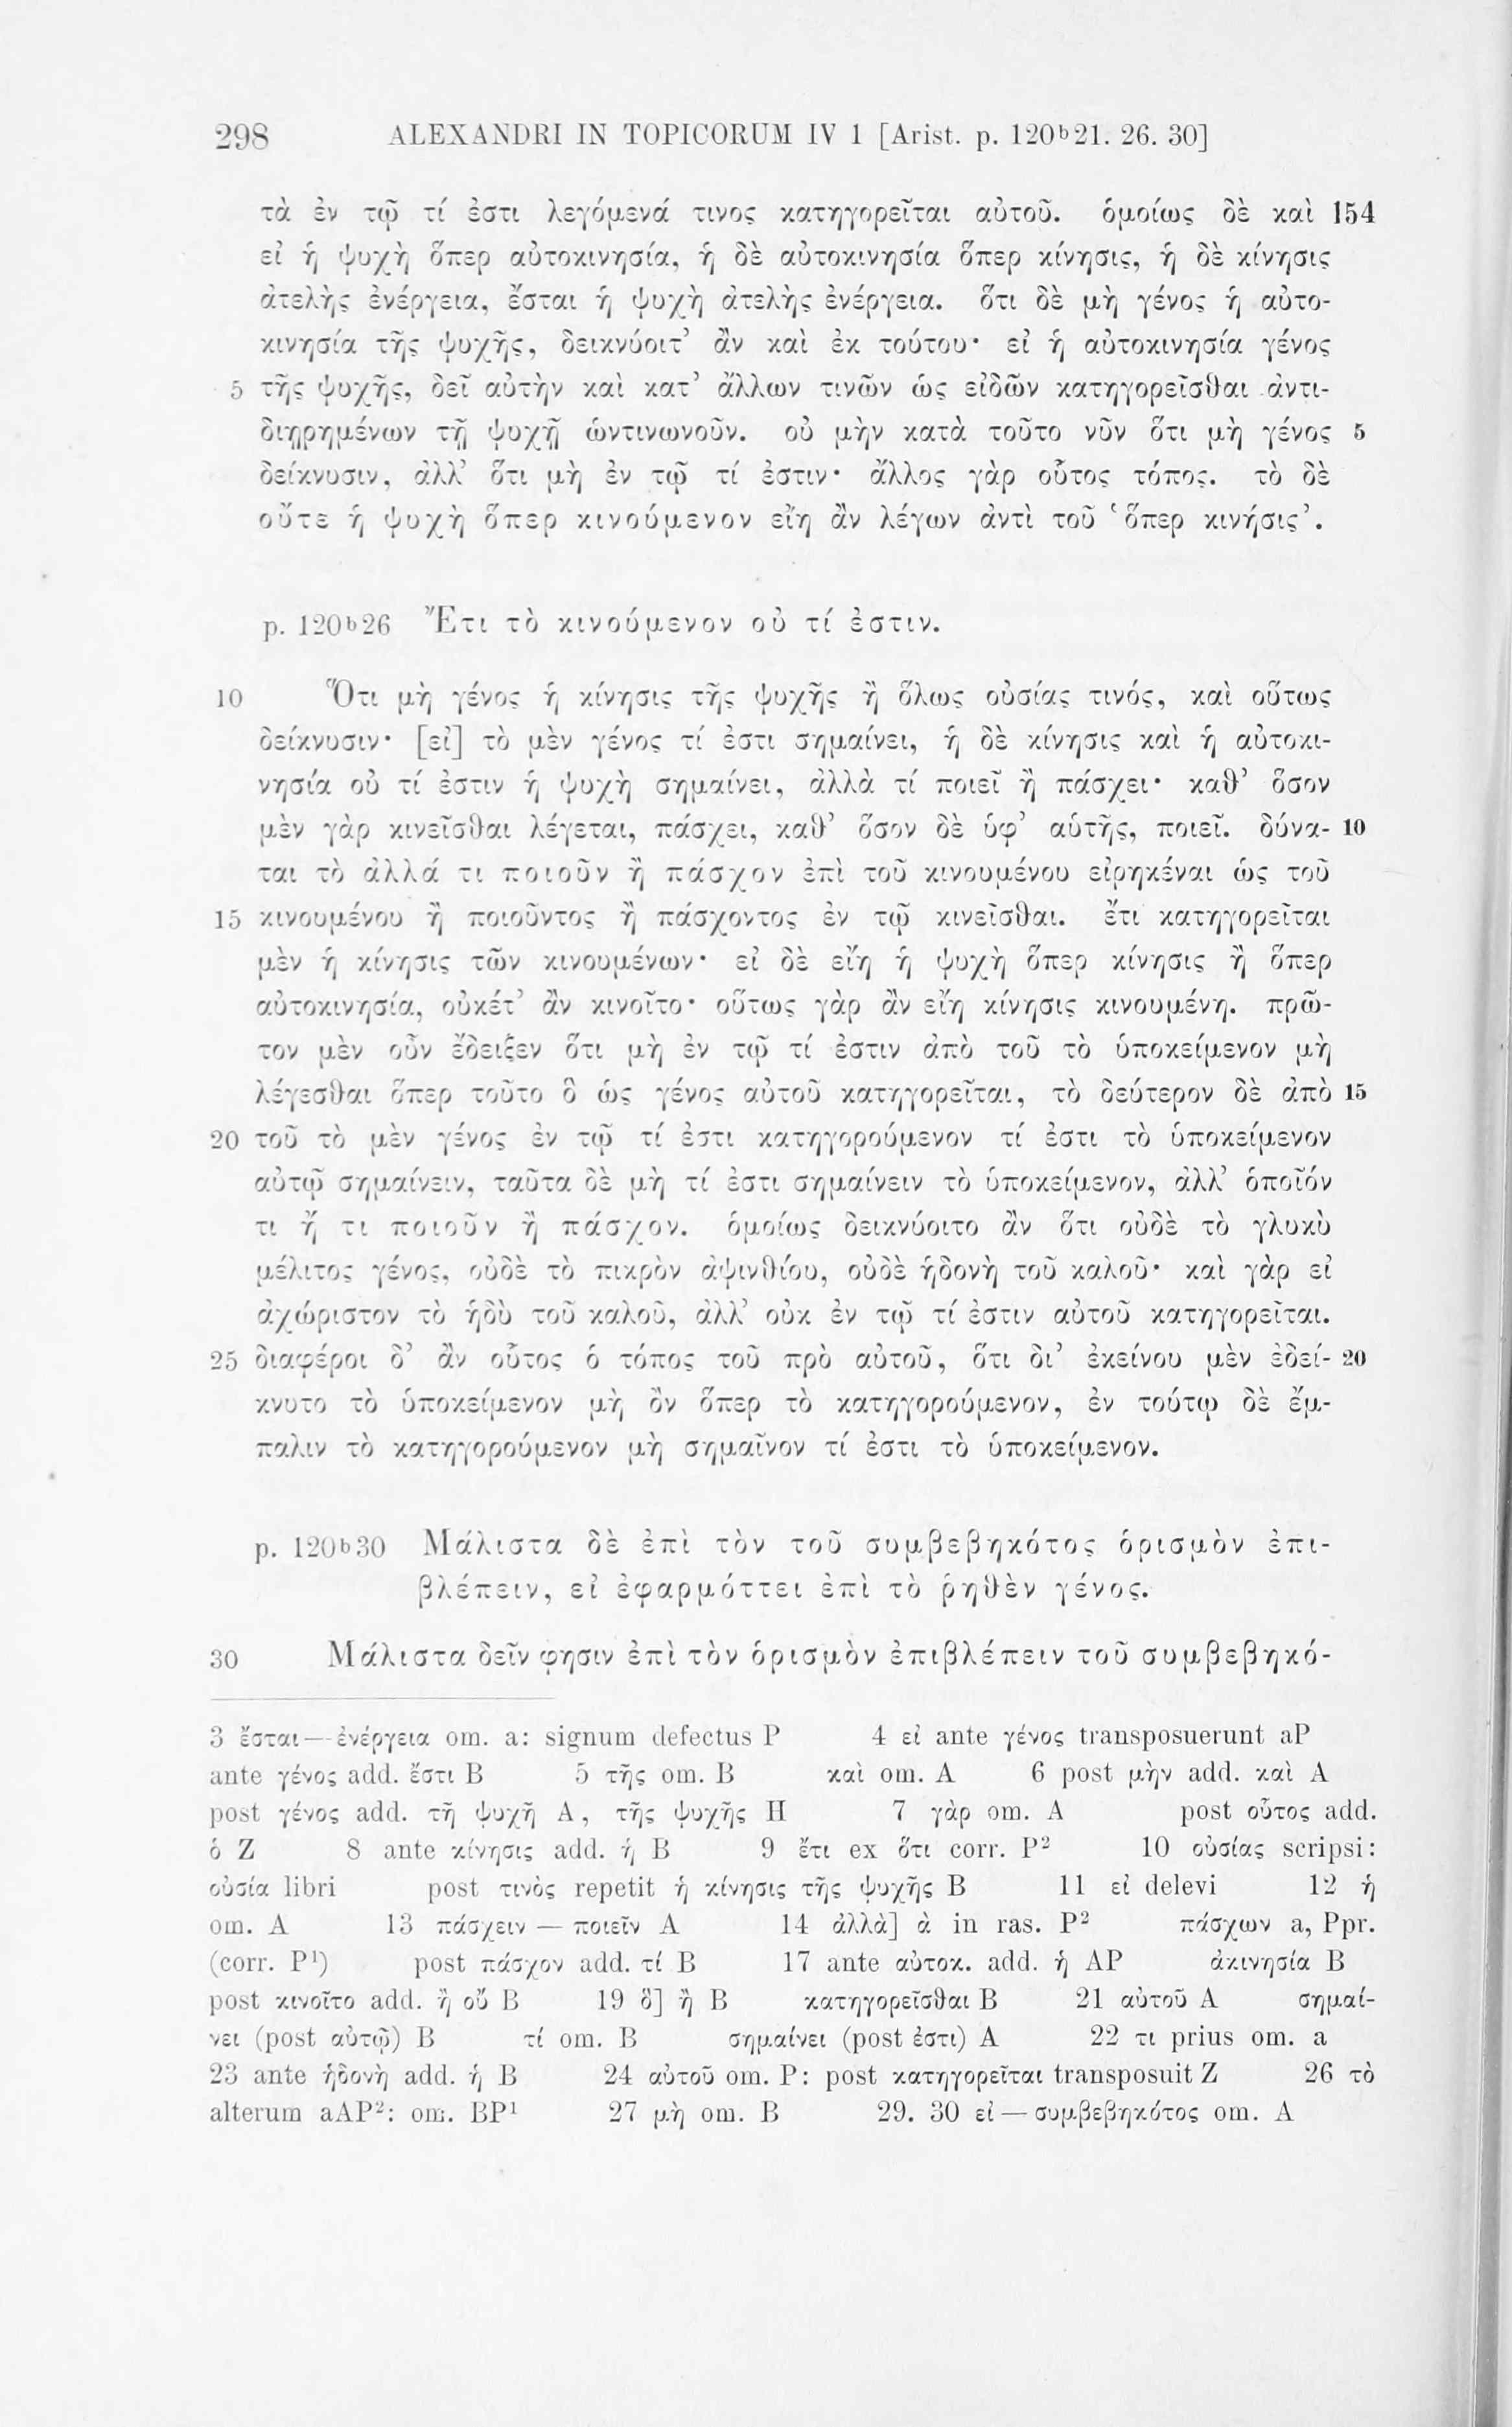 298 ALEXANDRI IN TOPICORUM IV 1 [Arist. p. 120ᵇ21. 26. 30]
τὰ ἐν τῷ τί ἐστι λεγόμενά τινος κατηγορεῖται αὐτοῦ. ὁμοίως δὲ καὶ 154
εἰ ἡ ψυχὴ ὅπερ αὐτοκινησία, ἡ δὲ αὐτοκινησία ὅπερ κίνησις, ἡ δὲ κίνησις
ἀτελὴς ἐνέργεια, ἔσται ἡ ψυχὴ ἀτελὴς ἐνέργεια. ὅτι δὲ μὴ γένος ἡ αὐτο-
κινησία τῆς ψυχῆς, δεικνύοιτ’ ἂν καὶ ἐκ τούτου· εἰ ἡ αὐτοκινησία γένος
5 τῆς ψυχῆς, δεῖ αὐτὴν καὶ κατ’ ἄλλων τινῶν ὡς εἰδῶν κατηγορεῖσθαι ἀντι-
διῃρημένων τῇ ψυχῇ ὡντινωνοῦν. οὐ μὴν κατὰ τοῦτο νῦν ὅτι μὴ γένος 5
δείκνυσιν, ἀλλ’ ὅτι μὴ ἐν τῷ τί ἐστιν· ἄλλος γὰρ οὗτος τόπος. τὸ δὲ
οὔτε ἡ ψυχὴ ὅπερ κινούμενον εἴη ἂν λέγων ἀντὶ τοῦ ‘ὅπερ κινήσις’.
p. 120ᵇ26 Ἔτι τὸ κινούμενον οὐ τί ἐστιν.
10 Ὅτι μὴ γένος ἡ κίνησις τῆς ψυχῆς ἢ ὅλως οὐσίας τινός, καὶ οὕτως
δείκνυσιν· [εἰ] τὸ μὲν γένος τί ἐστι σημαίνει, ἡ δὲ κίνησις καὶ ἡ αὐτοκι-
νησία οὐ τί ἐστιν ἡ ψυχὴ σημαίνει, ἀλλὰ τί ποιεῖ ἢ πάσχει· καθ’ ὅσον
μὲν γὰρ κινεῖσθαι λέγεται, πάσχει, καθ’ ὅσον δὲ ὑφ’ αὑτῆς, ποιεῖ. δύνα- 10
ται τὸ ἀλλά τι ποιοῦν ἢ πάσχον ἐπὶ τοῦ κινουμένου εἰρηκέναι ὡς τοῦ
15 κινουμένου ἢ ποιοῦντος ἢ πάσχοντος ἐν τῷ κινεῖσθαι. ἔτι κατηγορεῖται
μὲν ἡ κίνησις τῶν κινουμένων· εἰ δὲ εἴη ἡ ψυχὴ ὅπερ κίνησις ἢ ὅπερ
αὐτοκινησία, οὐκέτ’ ἂν κινοῖτο· οὕτως γὰρ ἂν εἴη κίνησις κινουμένη. πρῶ-
τον μὲν οὖν ἔδειξεν ὅτι μὴ ἐν τῷ τί ἐστιν ἀπὸ τοῦ τὸ ὑποκείμενον μὴ
λέγεσθαι ὅπερ τοῦτο ὃ ὡς γένος αὐτοῦ κατηγορεῖται, τὸ δεύτερον δὲ ἀπὸ 15
20 τοῦ τὸ μὲν γένος ἐν τῷ τί ἐστι κατηγορούμενον τί ἐστι τὸ ὑποκείμενον
αὐτῷ σημαίνειν, ταῦτα δὲ μὴ τί ἐστι σημαίνειν τὸ ὑποκείμενον, ἀλλ’ ὁποῖόν
τι ἤ τι ποιοῦν ἢ πάσχον. ὁμοίως δεικνύοιτο ἂν ὅτι οὐδὲ τὸ γλυκὺ
μέλιτος γένος, οὐδὲ τὸ πικρὸν ἀψινθίου, οὐδὲ ἡδονὴ τοῦ καλοῦ· καὶ γὰρ εἰ
ἀχώριστον τὸ ἡδὺ τοῦ καλοῦ, ἀλλ’ οὐκ ἐν τῷ τί ἐστιν αὐτοῦ κατηγορεῖται.
25 διαφέροι δ’ ἂν οὗτος ὁ τόπος τοῦ πρὸ αὐτοῦ, ὅτι δι’ ἐκείνου μὲν ἐδεί- 20
κνυτο τὸ ὑποκείμενον μὴ ὂν ὅπερ τὸ κατηγορούμενον, ἐν τούτῳ δὲ ἔμ-
παλιν τὸ κατηγορούμενον μὴ σημαῖνον τί ἐστι τὸ ὑποκείμενον.
p. 120ᵇ30 Μάλιστα δὲ ἐπὶ τὸν τοῦ συμβεβηκότος ὁρισμὸν ἐπι-
βλέπειν, εἰ ἐφαρμόττει ἐπὶ τὸ ῥηθὲν γένος.
30 Μάλιστα δεῖν φησιν ἐπὶ τὸν ὁρισμὸν ἐπιβλέπειν τοῦ συμβεβηκό-
3 ἔσται — ἐνέργεια om. a: signum defectus P 4 εἰ ante γένος transposuerunt aP
ante γένος add. ἔστι B 5 τῆς om. B καὶ om. A 6 post μὴν add. καὶ A
post γένος add. τῇ ψυχῇ A, τῆς ψυχῆς H 7 γὰρ om. A post οὗτος add.
ὁ Z 8 ante κίνησις add. ἡ B 9 ἔτι ex ὅτι corr. P² 10 οὐσίας scripsi:
οὐσία libri post τινὸς repetit ἡ κίνησις τῆς ψυχῆς B 11 εἰ delevi 12 ἡ
om. A 13 πάσχειν — ποιεῖν A 14 ἀλλὰ] ἀ in ras. P² πάσχων a, Ppr.
(corr. P¹) post πάσχον add. τί B 17 ante αὐτοκ. add. ἡ AP ἀκινησία B
post κινοῖτο add. ἢ οὔ B 19 ὃ] ἢ B κατηγορεῖσθαι B 21 αὐτοῦ A σημαί-
νει (post αὐτῷ) B τί om. B σημαίνει (post ἐστι) A 22 τι prius om. a
23 ante ἡδονὴ add. ἡ B 24 αὐτοῦ om. P: post κατηγορεῖται transposuit Z 26 τὸ
alterum aAP²: om. BP¹ 27 μὴ om. B 29. 30 εἰ — συμβεβηκότος om. A